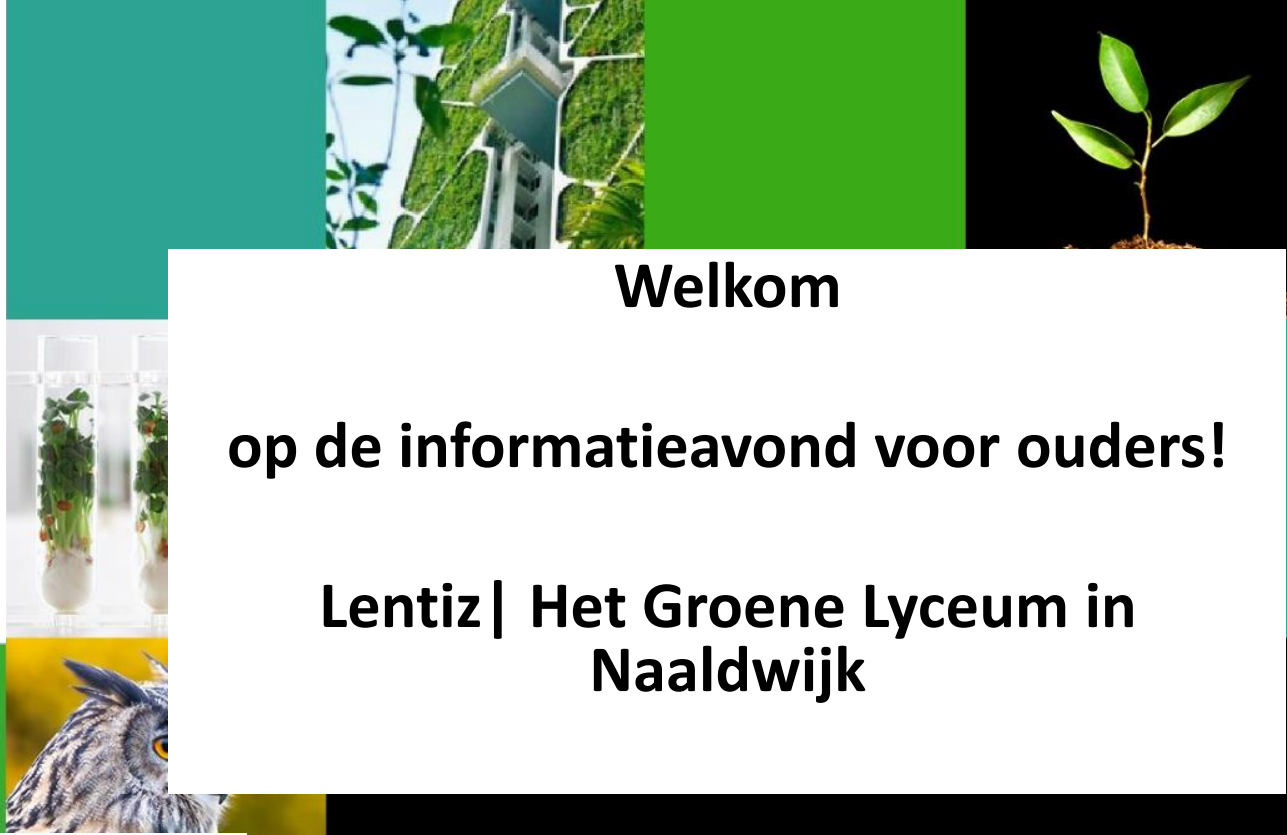 Welkom
op de informatieavond voor ouders!
Lentiz| Het Groene Lyceum in
Naaldwijk